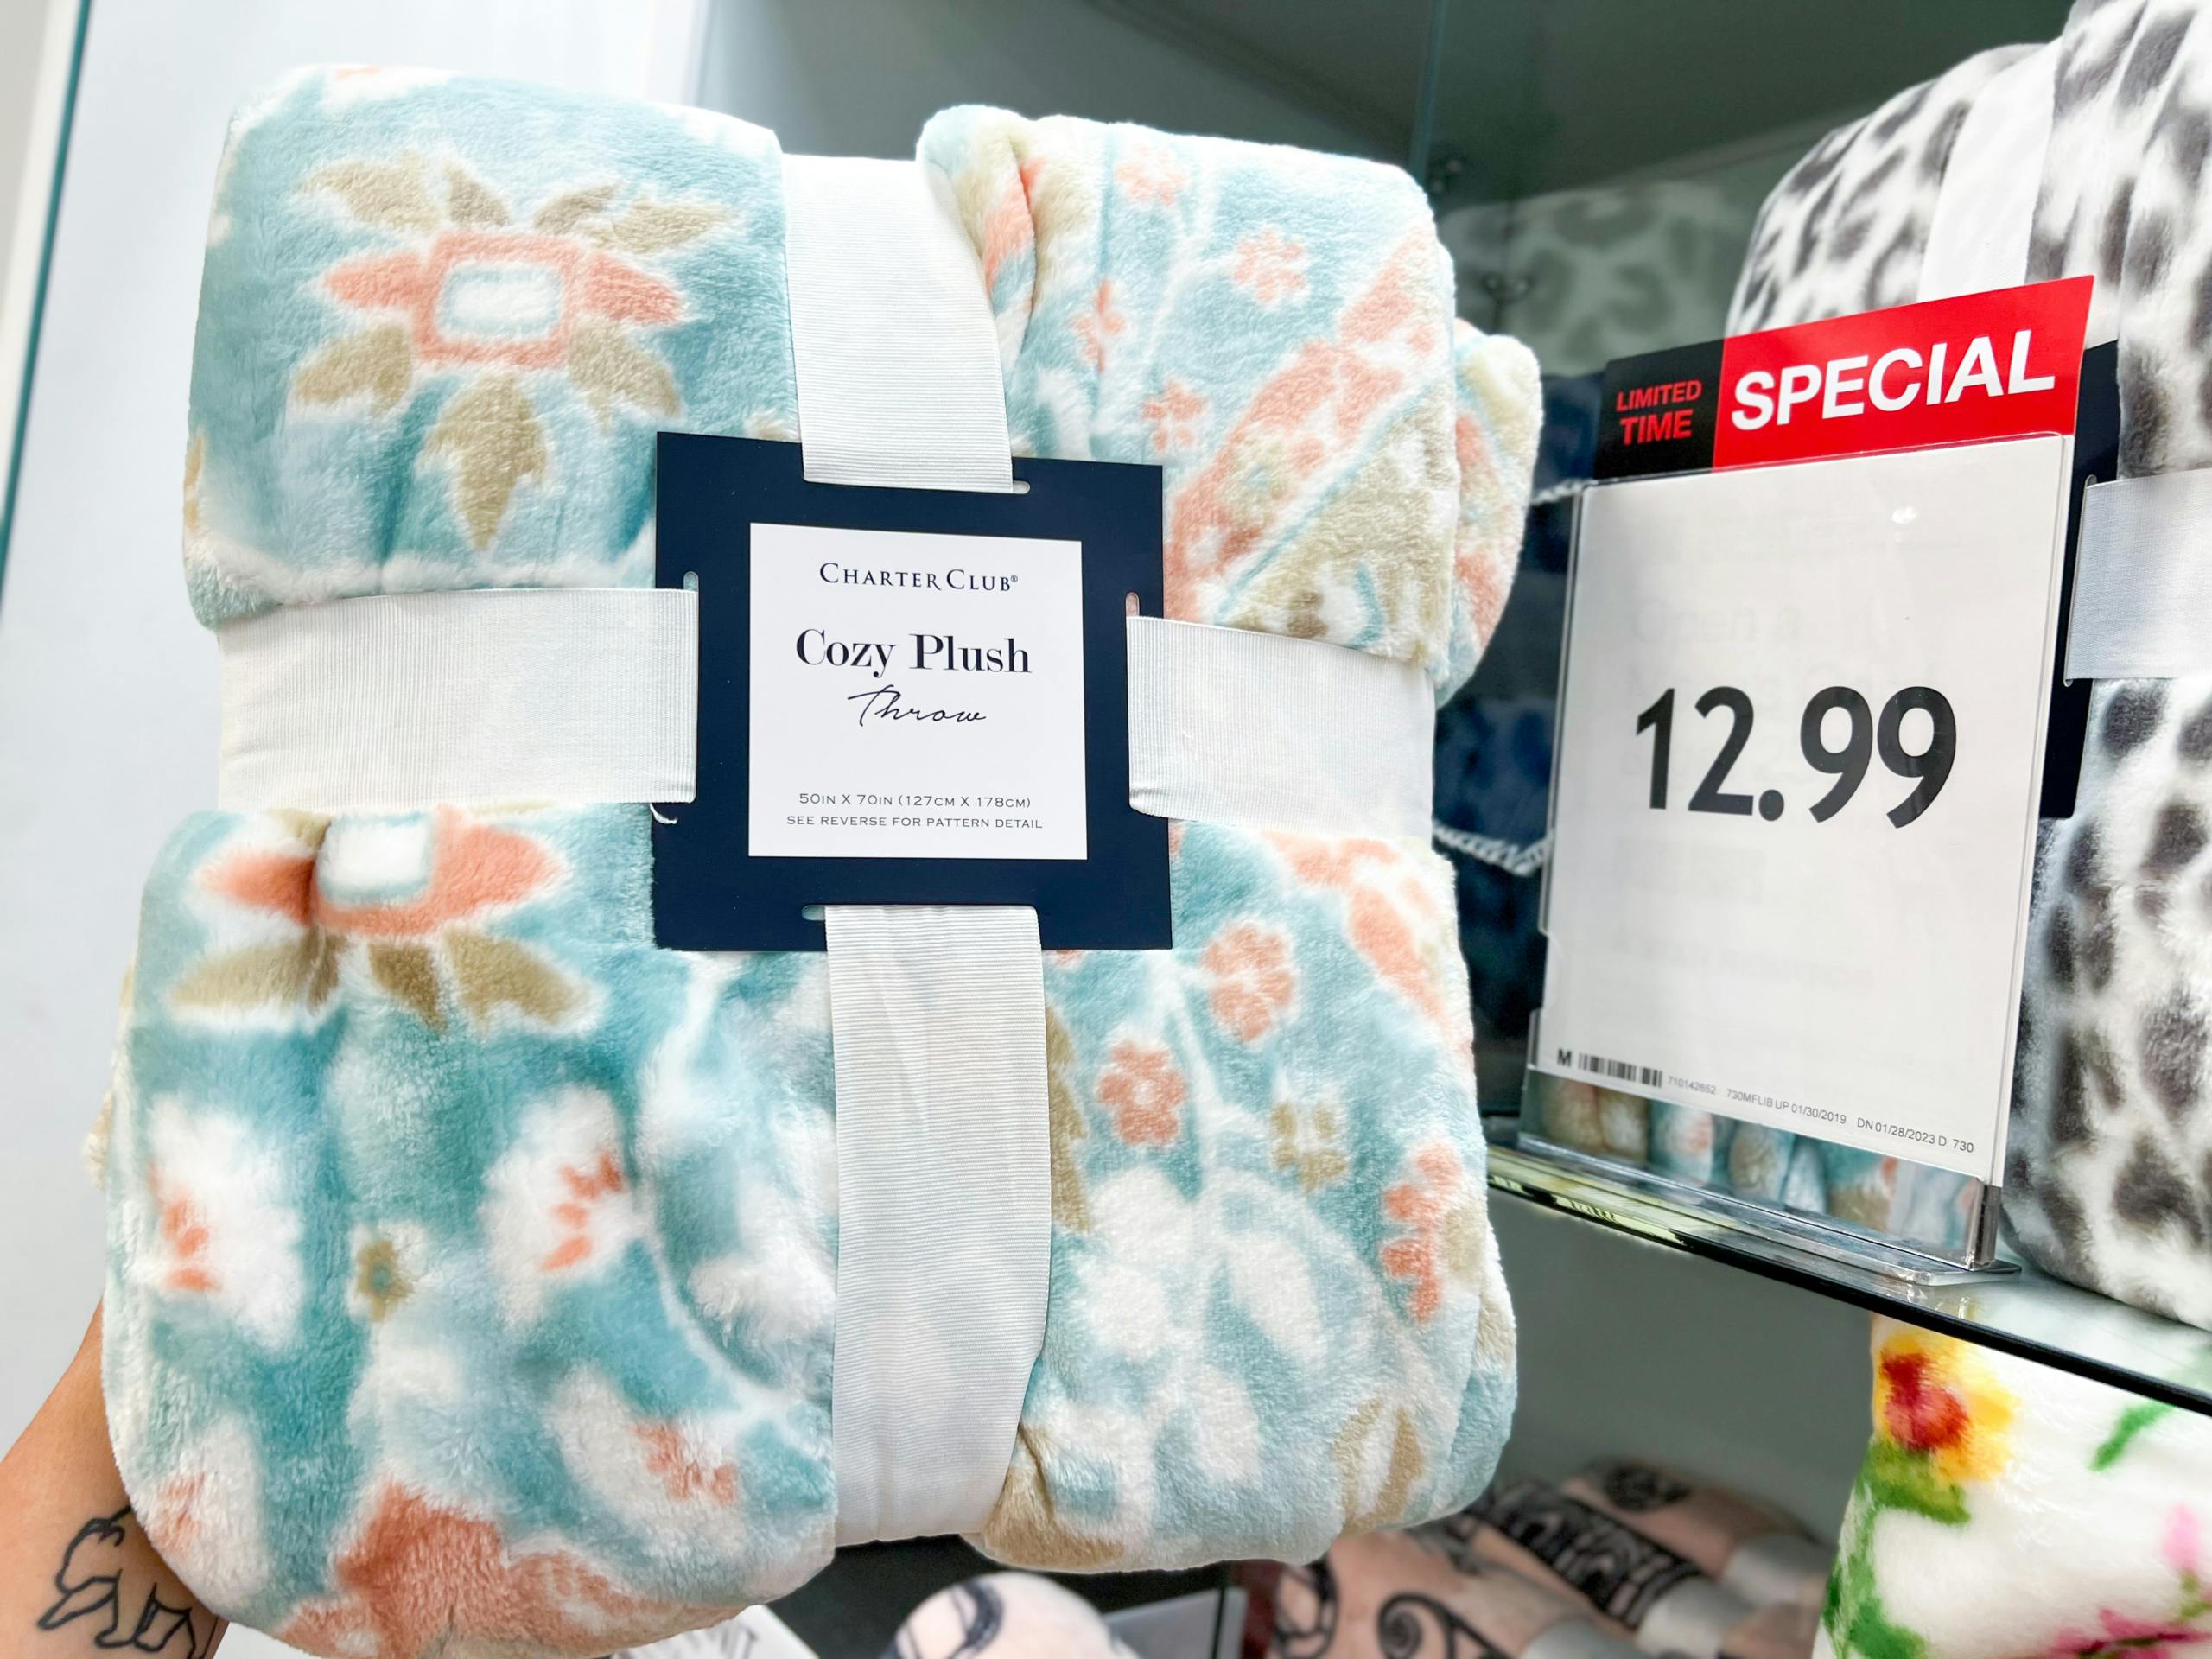 CHARTER CLUB®
Cozy Plush
Throw
50IN X 70IN (127CM X 178CM)
SEE REVERSE FOR PATTERN DETAIL
LIMITED
TIME
SPECIAL
12.99
M 710142652 730MFLIB UP 01/30/2019 DN 01/28/2023 D 730